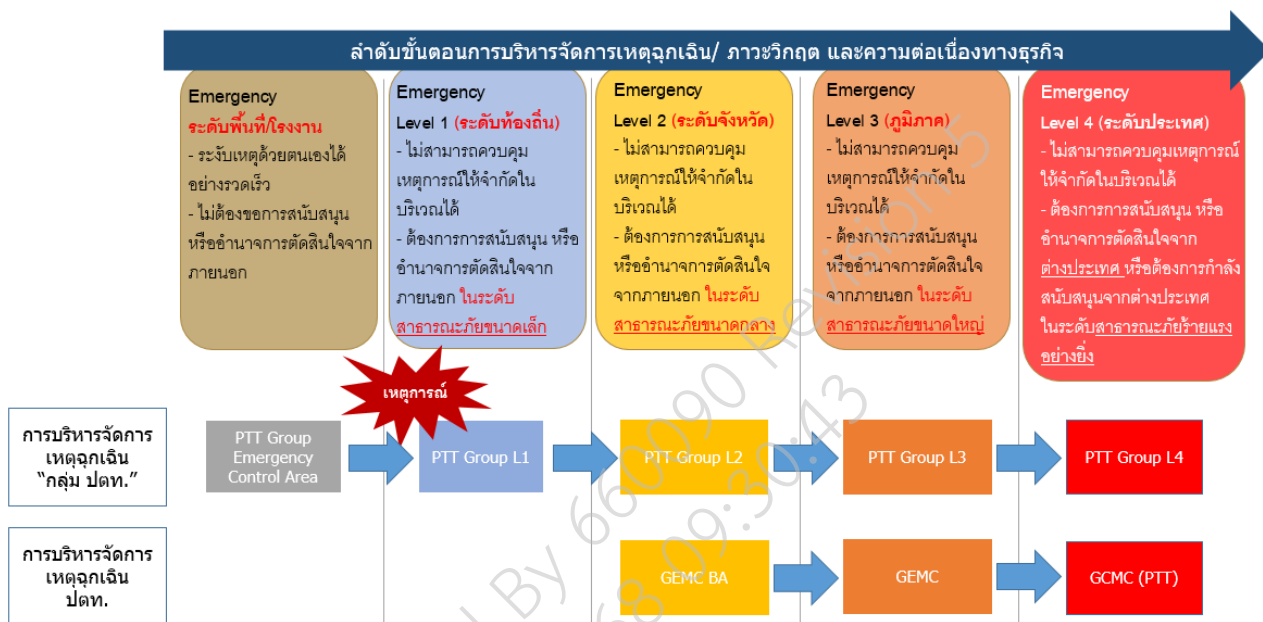 ลำดับขั้นตอนการบริหารจัดการเหตุฉุกเฉิน/ ภาวะวิกฤต และความต่อเนื่องทางธุรกิจ
Emergency
ระดับพื้นที่/โรงงาน
- ระงับเหตุด้วยตนเองได้
อย่างรวดเร็ว
- ไม่ต้องขอการสนับสนุน
หรืออำนาจการตัดสินใจจาก
ภายนอก
Emergency
Level 1 (ระดับท้องถิ่น)
- ไม่สามารถควบคุม
เหตุการณ์ให้จำกัดใน
บริเวณได้
- ต้องการการสนับสนุน หรือ
อำนาจการตัดสินใจจาก
ภายนอก ในระดับ
สาธารณะภัยขนาดเล็ก
Emergency
Level 2 (ระดับจังหวัด)
- ไม่สามารถควบคุม
เหตุการณ์ให้จำกัดใน
บริเวณได้
- ต้องการการสนับสนุน
หรืออำนาจการตัดสินใจ
จากภายนอก ในระดับ
สาธารณะภัยขนาดกลาง
Emergency
Level 3 (ภูมิภาค)
- ไม่สามารถควบคุม
เหตุการณ์ให้จำกัดใน
บริเวณได้
- ต้องการการสนับสนุน
หรืออำนาจการตัดสินใจ
จากภายนอก ในระดับ
สาธารณะภัยขนาดใหญ่
Emergency
Level 4 (ระดับประเทศ)
- ไม่สามารถควบคุมเหตุการณ์
ให้จำกัดในบริเวณได้
- ต้องการการสนับสนุน หรือ
อำนาจการตัดสินใจจาก
ต่างประเทศ หรือต้องการกำลัง
สนับสนุนจากต่างประเทศ
ในระดับสาธารณะภัยร้ายแรง
อย่างยิ่ง
เหตุการณ์
การบริหารจัดการ
เหตุฉุกเฉิน
"กลุ่ม ปตท."
PTT Group
Emergency
Control Area
PTT Group L1
PTT Group L2
PTT Group L3
PTT Group L4
การบริหารจัดการ
เหตุฉุกเฉิน
ปตท.
GEMC BA
GEMC
GCMC (PTT)
By 660090 Revision 5
68 09:30:43